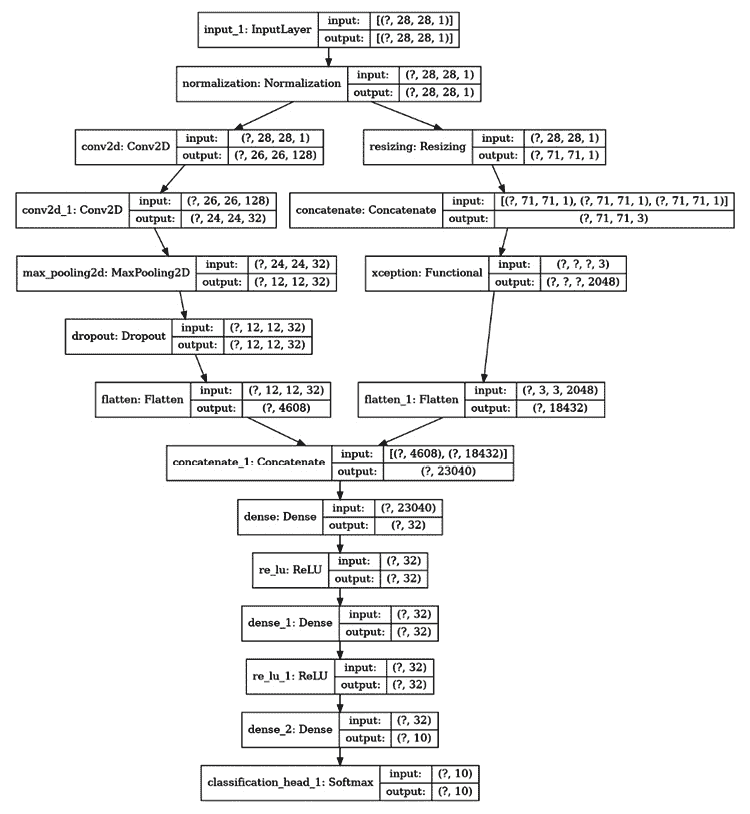 input_1: InputLayer
input: [(?, 28, 28, 1)]
output: [(?, 28, 28, 1)]
normalization: Normalization
input: (?, 28, 28, 1)
output: (?, 28, 28, 1)
conv2d: Conv2D
input: (?, 28, 28, 1)
output: (?, 26, 26, 128)
resizing: Resizing
input: (?, 28, 28, 1)
output: (?, 71, 71, 1)
conv2d_1: Conv2D
input: (?, 26, 26, 128)
output: (?, 24, 24, 32)
concatenate: Concatenate
input: [(?, 71, 71, 1), (?, 71, 71, 1), (?, 71, 71, 1)]
output: (?, 71, 71, 3)
max_pooling2d: MaxPooling2D
input: (?, 24, 24, 32)
output: (?, 12, 12, 32)
xception: Functional
input: (?, ?, ?, 3)
output: (?, ?, ?, 2048)
dropout: Dropout
input: (?, 12, 12, 32)
output: (?, 12, 12, 32)
flatten: Flatten
input: (?, 12, 12, 32)
output: (?, 4608)
flatten_1: Flatten
input: (?, 3, 3, 2048)
output: (?, 18432)
concatenate_1: Concatenate
input: [(?, 4608), (?, 18432)]
output: (?, 23040)
dense: Dense
input: (?, 23040)
output: (?, 32)
re_lu: ReLU
input: (?, 32)
output: (?, 32)
dense_1: Dense
input: (?, 32)
output: (?, 32)
re_lu_1: ReLU
input: (?, 32)
output: (?, 32)
dense_2: Dense
input: (?, 32)
output: (?, 10)
classification_head_1: Softmax
input: (?, 10)
output: (?, 10)